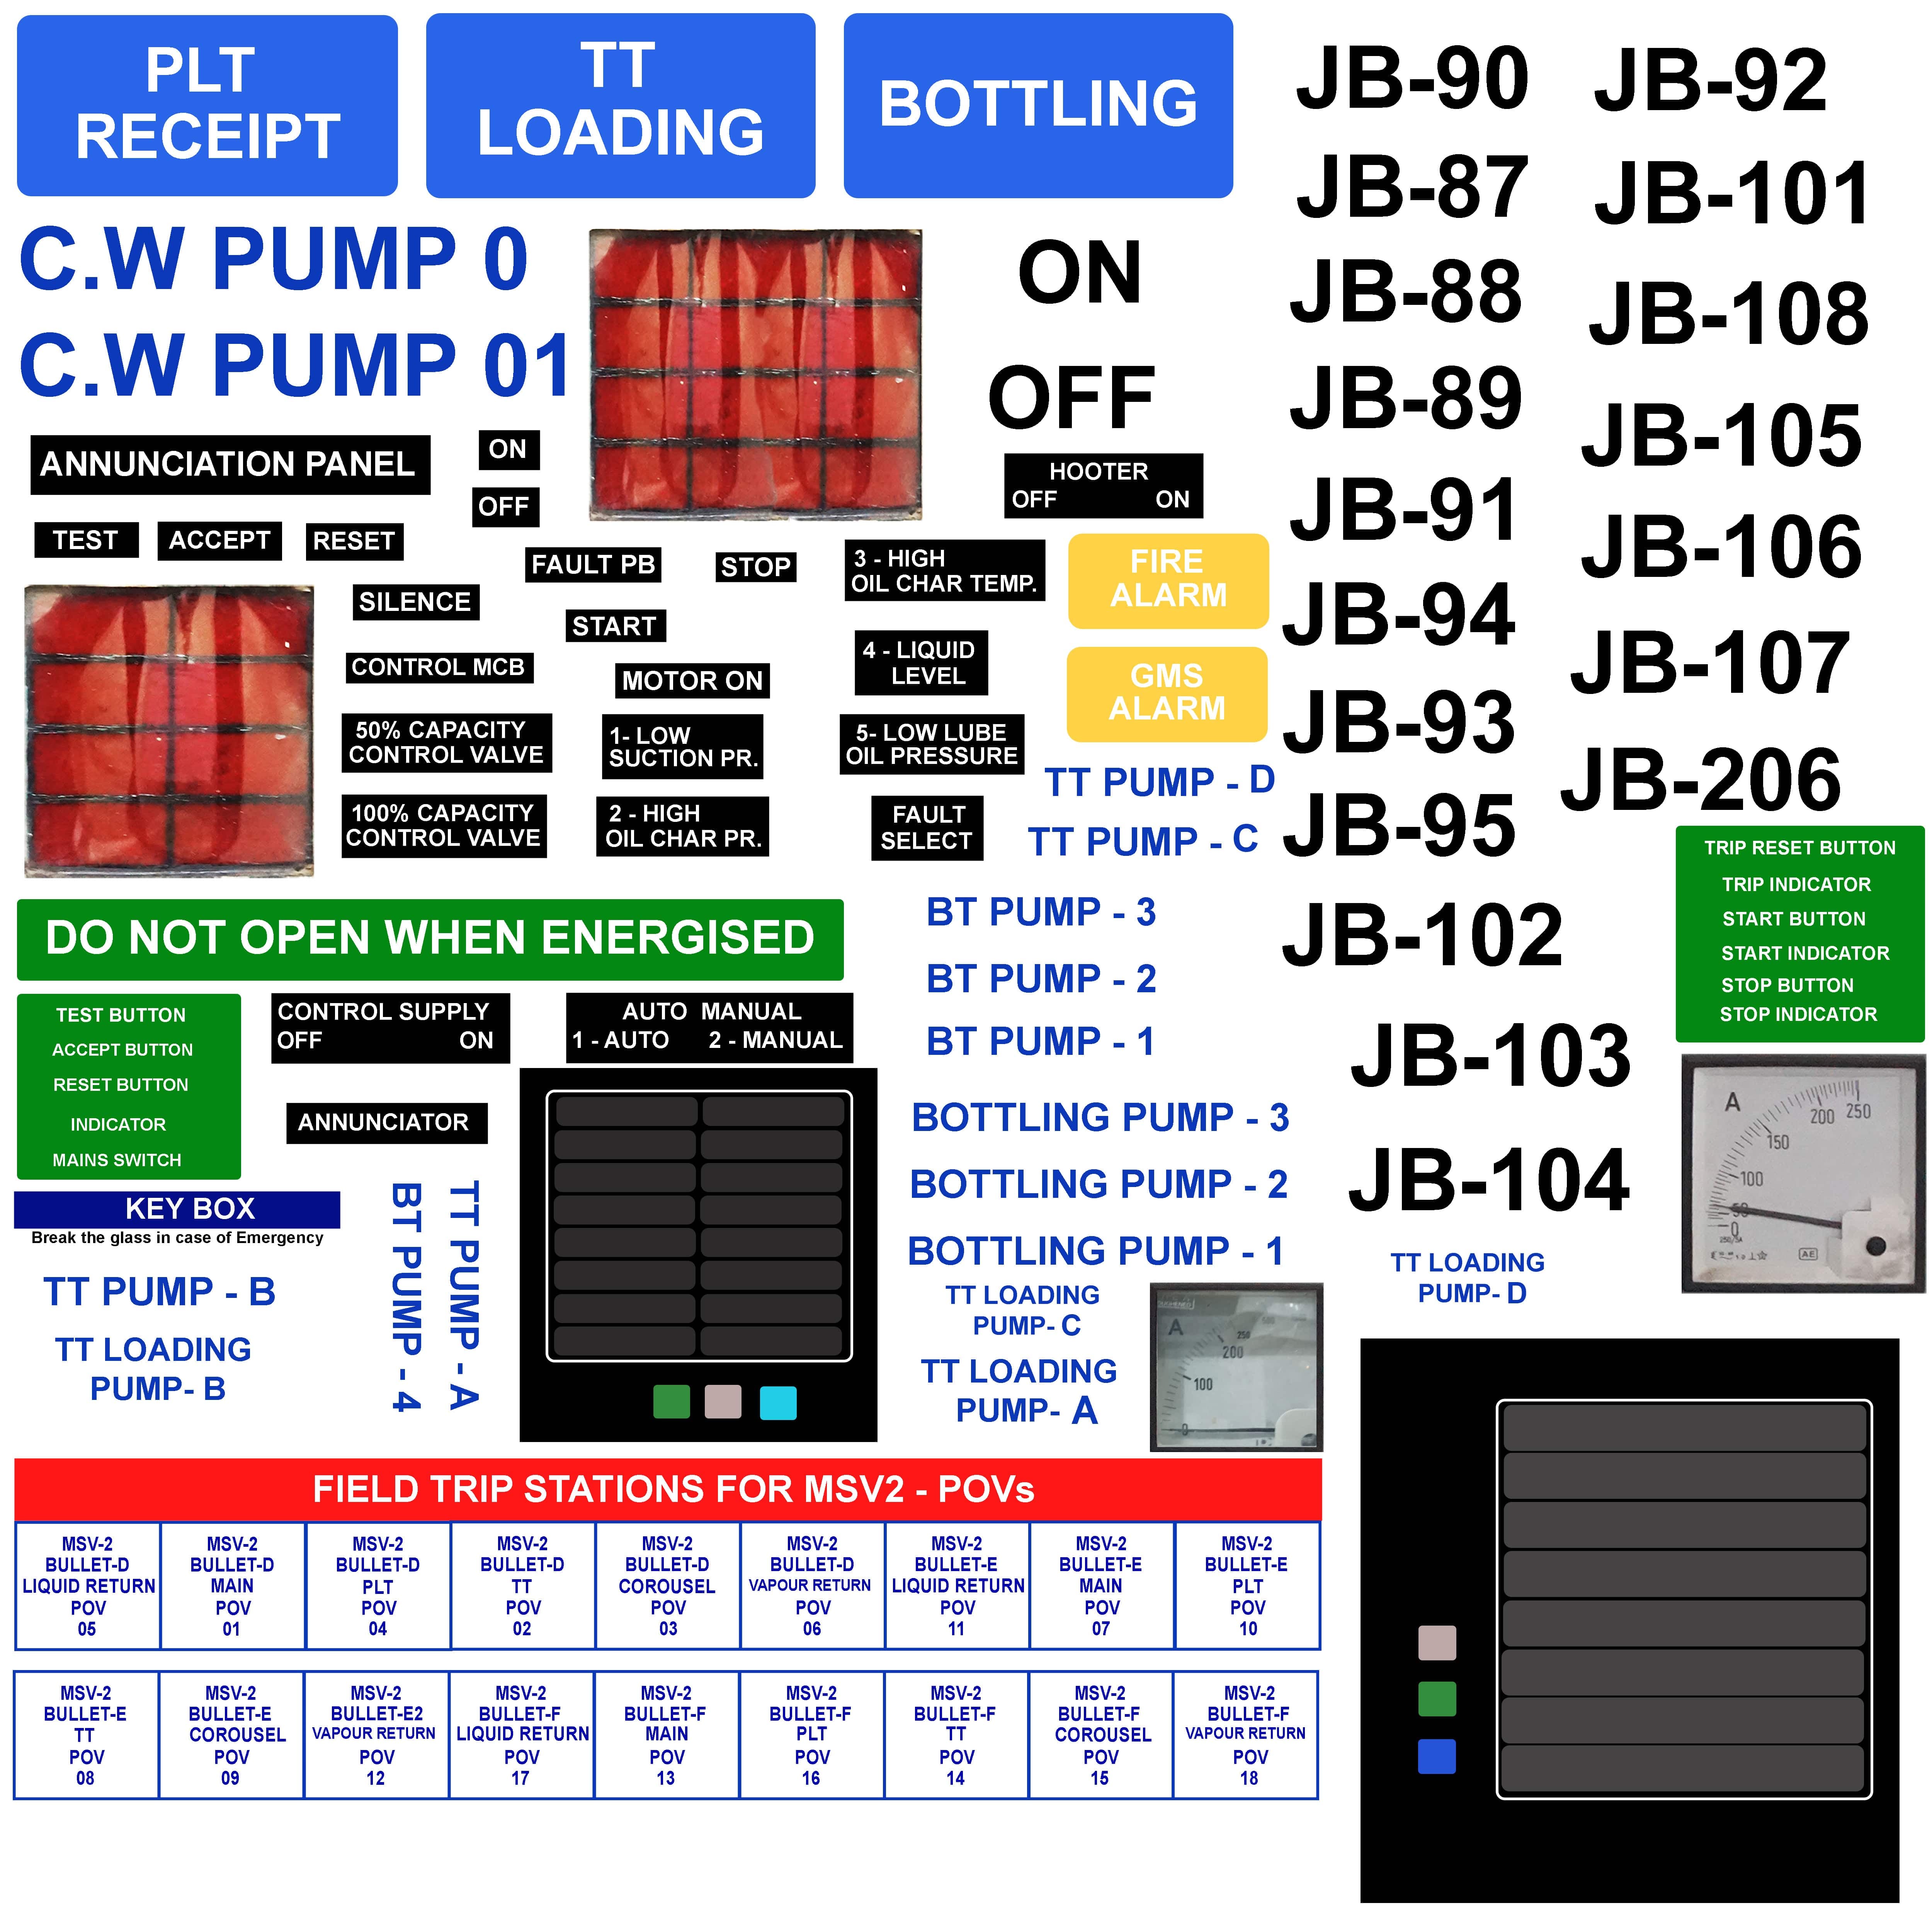 PLT
RECEIPT
TT
LOADING
BOTTLING
JB-90
JB-92
JB-87
JB-101
C.W PUMP 0
ON
JB-88
JB-108
C.W PUMP 01
OFF
JB-89
JB-105
ANNUNCIATION PANEL
ON
OFF
HOOTER
OFF ON
JB-91
JB-106
TEST
ACCEPT
RESET
FAULT PB
STOP
3 - HIGH
OIL CHAR TEMP.
FIRE
ALARM
SILENCE
START
JB-94
JB-107
CONTROL MCB
MOTOR ON
4 - LIQUID
LEVEL
GMS
ALARM
JB-93
50% CAPACITY
CONTROL VALVE
1- LOW
SUCTION PR.
5- LOW LUBE
OIL PRESSURE
TT PUMP - D
JB-206
100% CAPACITY
CONTROL VALVE
2 - HIGH
OIL CHAR PR.
FAULT
SELECT
TT PUMP - C
JB-95
TRIP RESET BUTTON
TRIP INDICATOR
START BUTTON
START INDICATOR
STOP BUTTON
STOP INDICATOR
DO NOT OPEN WHEN ENERGISED
BT PUMP - 3
BT PUMP - 2
BT PUMP - 1
JB-102
TEST BUTTON
ACCEPT BUTTON
RESET BUTTON
INDICATOR
MAINS SWITCH
CONTROL SUPPLY
OFF ON
AUTO MANUAL
1 - AUTO 2 - MANUAL
JB-103
ANNUNCIATOR
BOTTLING PUMP - 3
BOTTLING PUMP - 2
BOTTLING PUMP - 1
JB-104
A
250
200
150
100
50
0
250/5A
AE
KEY BOX
Break the glass in case of Emergency
TT PUMP - A
BT PUMP - 4
TT PUMP - B
TT LOADING
PUMP- B
TT LOADING
PUMP- C
TT LOADING
PUMP- A
TT LOADING
PUMP- D
A
250
200
100
0
FIELD TRIP STATIONS FOR MSV2 - POVs
MSV-2
BULLET-D
LIQUID RETURN
POV
05
MSV-2
BULLET-D
MAIN
POV
01
MSV-2
BULLET-D
PLT
POV
04
MSV-2
BULLET-D
TT
POV
02
MSV-2
BULLET-D
COROUSEL
POV
03
MSV-2
BULLET-D
VAPOUR RETURN
POV
06
MSV-2
BULLET-E
LIQUID RETURN
POV
11
MSV-2
BULLET-E
MAIN
POV
07
MSV-2
BULLET-E
PLT
POV
10
MSV-2
BULLET-E
TT
POV
08
MSV-2
BULLET-E
COROUSEL
POV
09
MSV-2
BULLET-E2
VAPOUR RETURN
POV
12
MSV-2
BULLET-F
LIQUID RETURN
POV
17
MSV-2
BULLET-F
MAIN
POV
13
MSV-2
BULLET-F
PLT
POV
16
MSV-2
BULLET-F
TT
POV
14
MSV-2
BULLET-F
COROUSEL
POV
15
MSV-2
BULLET-F
VAPOUR RETURN
POV
18